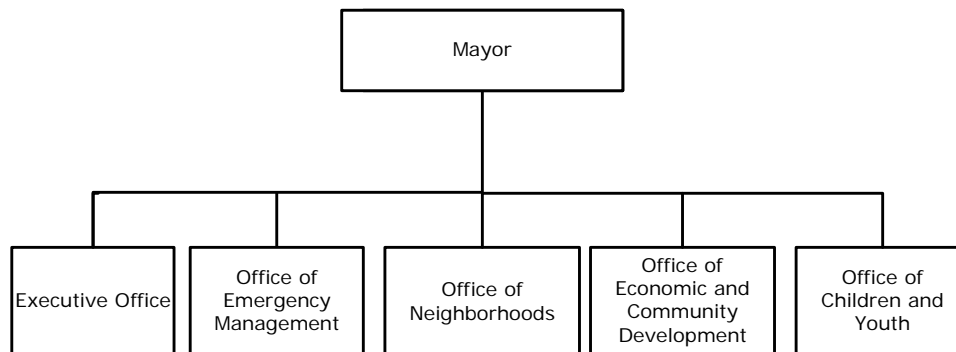 Mayor
Executive Office
Office of
Emergency
Management
Office of
Neighborhoods
Office of
Economic and
Community
Development
Office of
Children and
Youth